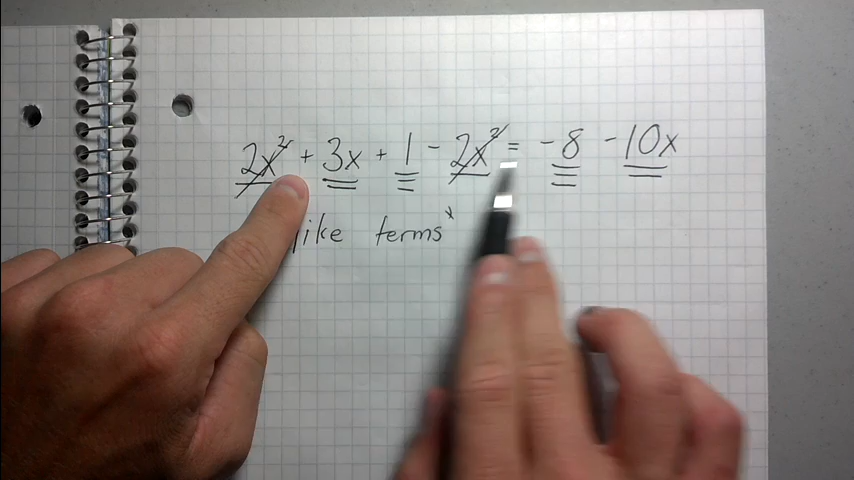 2x² + 3x + 1 - 2x² = -8 - 10x
like terms*